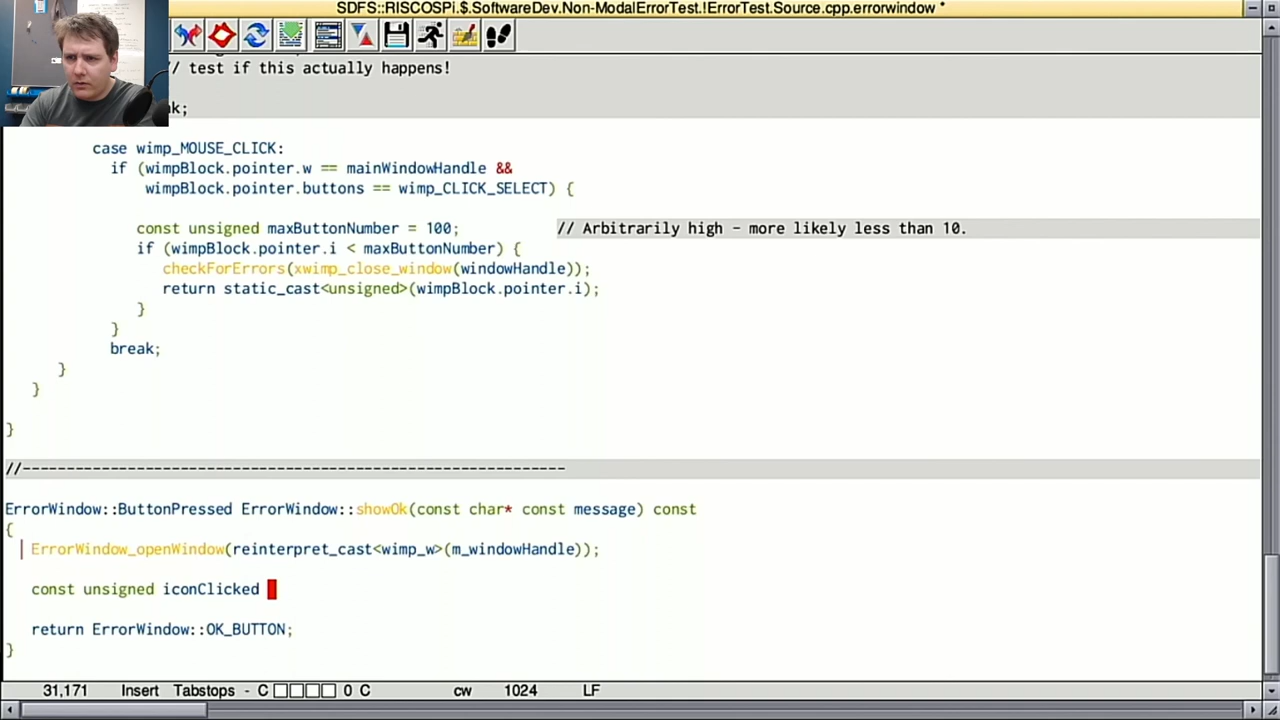 SDFS::RISCOSPi.$.SoftwareDev.Non-ModalErrorTest.!ErrorTest.Source.cpp.errorwindow *
// test if this actually happens!
k;
case wimp_MOUSE_CLICK:
if (wimpBlock.pointer.w == mainWindowHandle &&
wimpBlock.pointer.buttons == wimp_CLICK_SELECT) {
const unsigned maxButtonNumber = 100; // Arbitrarily high – more likely less than 10.
if (wimpBlock.pointer.i < maxButtonNumber) {
checkForErrors(xwimp_close_window(windowHandle));
return static_cast<unsigned>(wimpBlock.pointer.i);
}
}
break;
}
}
}
//--------------------------------------------------------------
ErrorWindow::ButtonPressed ErrorWindow::showOk(const char* const message) const
{
ErrorWindow_openWindow(reinterpret_cast<wimp_w>(m_windowHandle));
const unsigned iconClicked
return ErrorWindow::OK_BUTTON;
}
31,171 Insert Tabstops - C 0 C cw 1024 LF